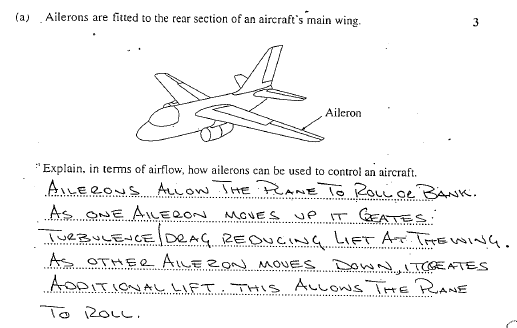 (a) Ailerons are fitted to the rear section of an aircraft's main wing. 3
Aileron
Explain, in terms of airflow, how ailerons can be used to control an aircraft.
AILERONS ALLOW THE PLANE TO ROLL OR BANK.
AS ONE AILERON MOVES UP IT CREATES
TURBULENCE/DRAG REDUCING LIFT AT THE WING.
AS OTHER AILERON MOVES DOWN, IT CREATES
ADDITIONAL LIFT. THIS ALLOWS THE PLANE
TO ROLL.